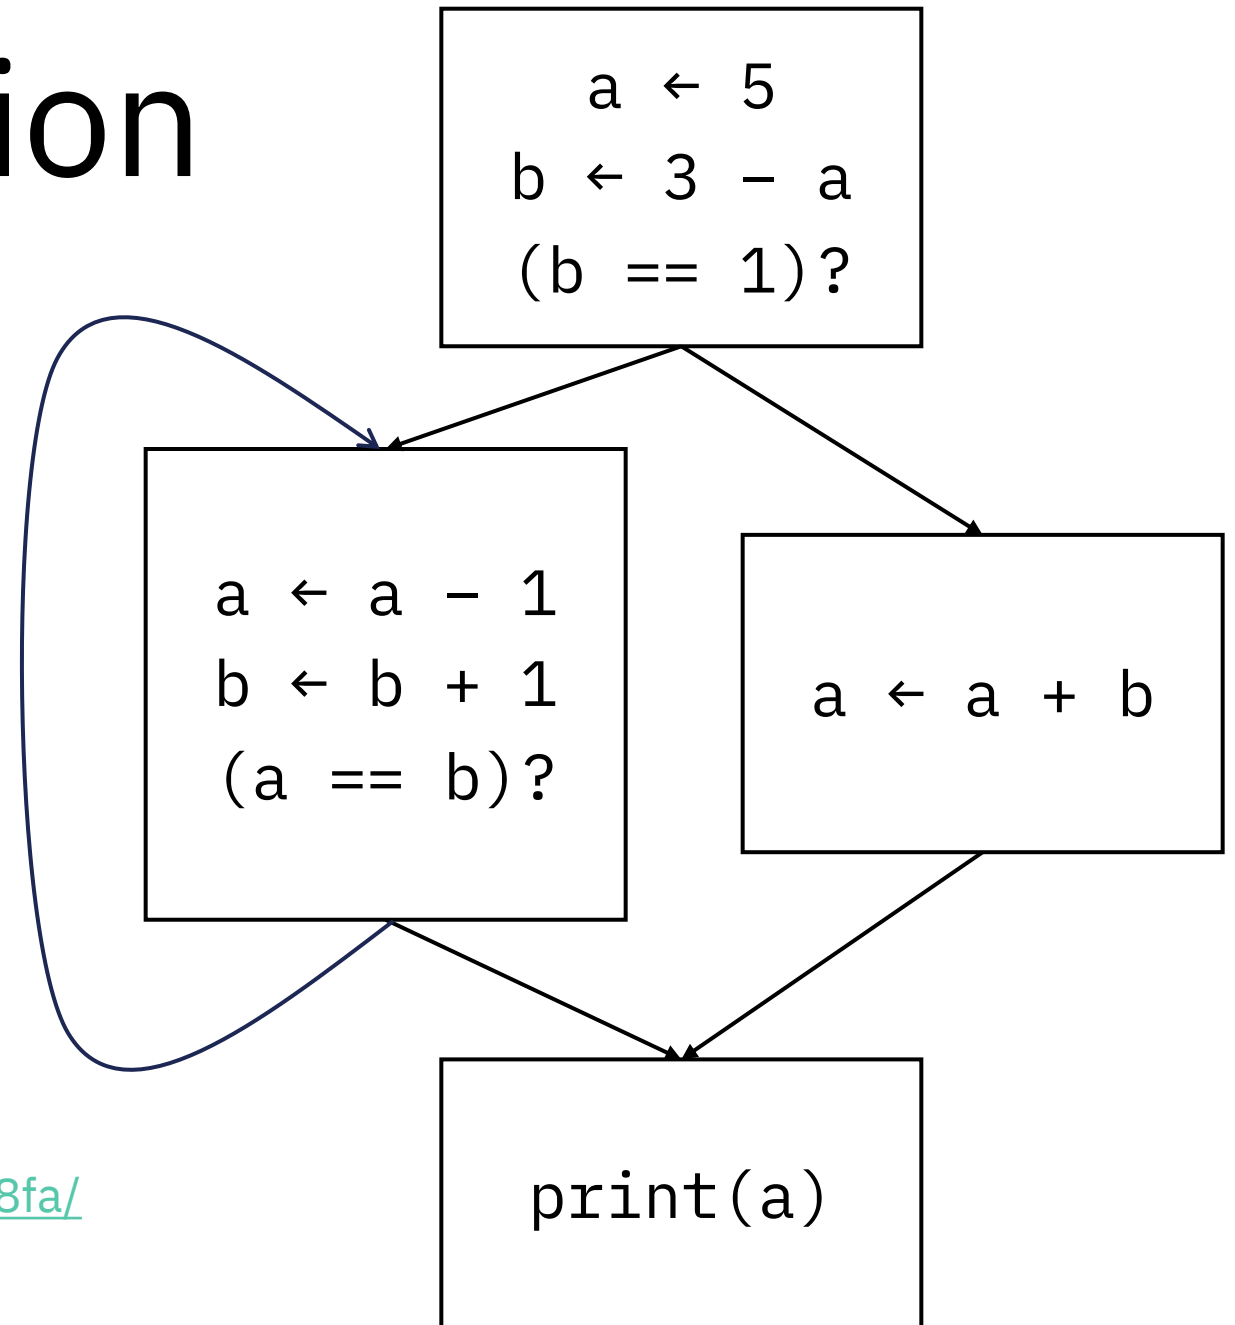 ion
a ← 5
b ← 3 − a
(b == 1)?
a ← a − 1
b ← b + 1
(a == b)?
a ← a + b
8fa/
print(a)